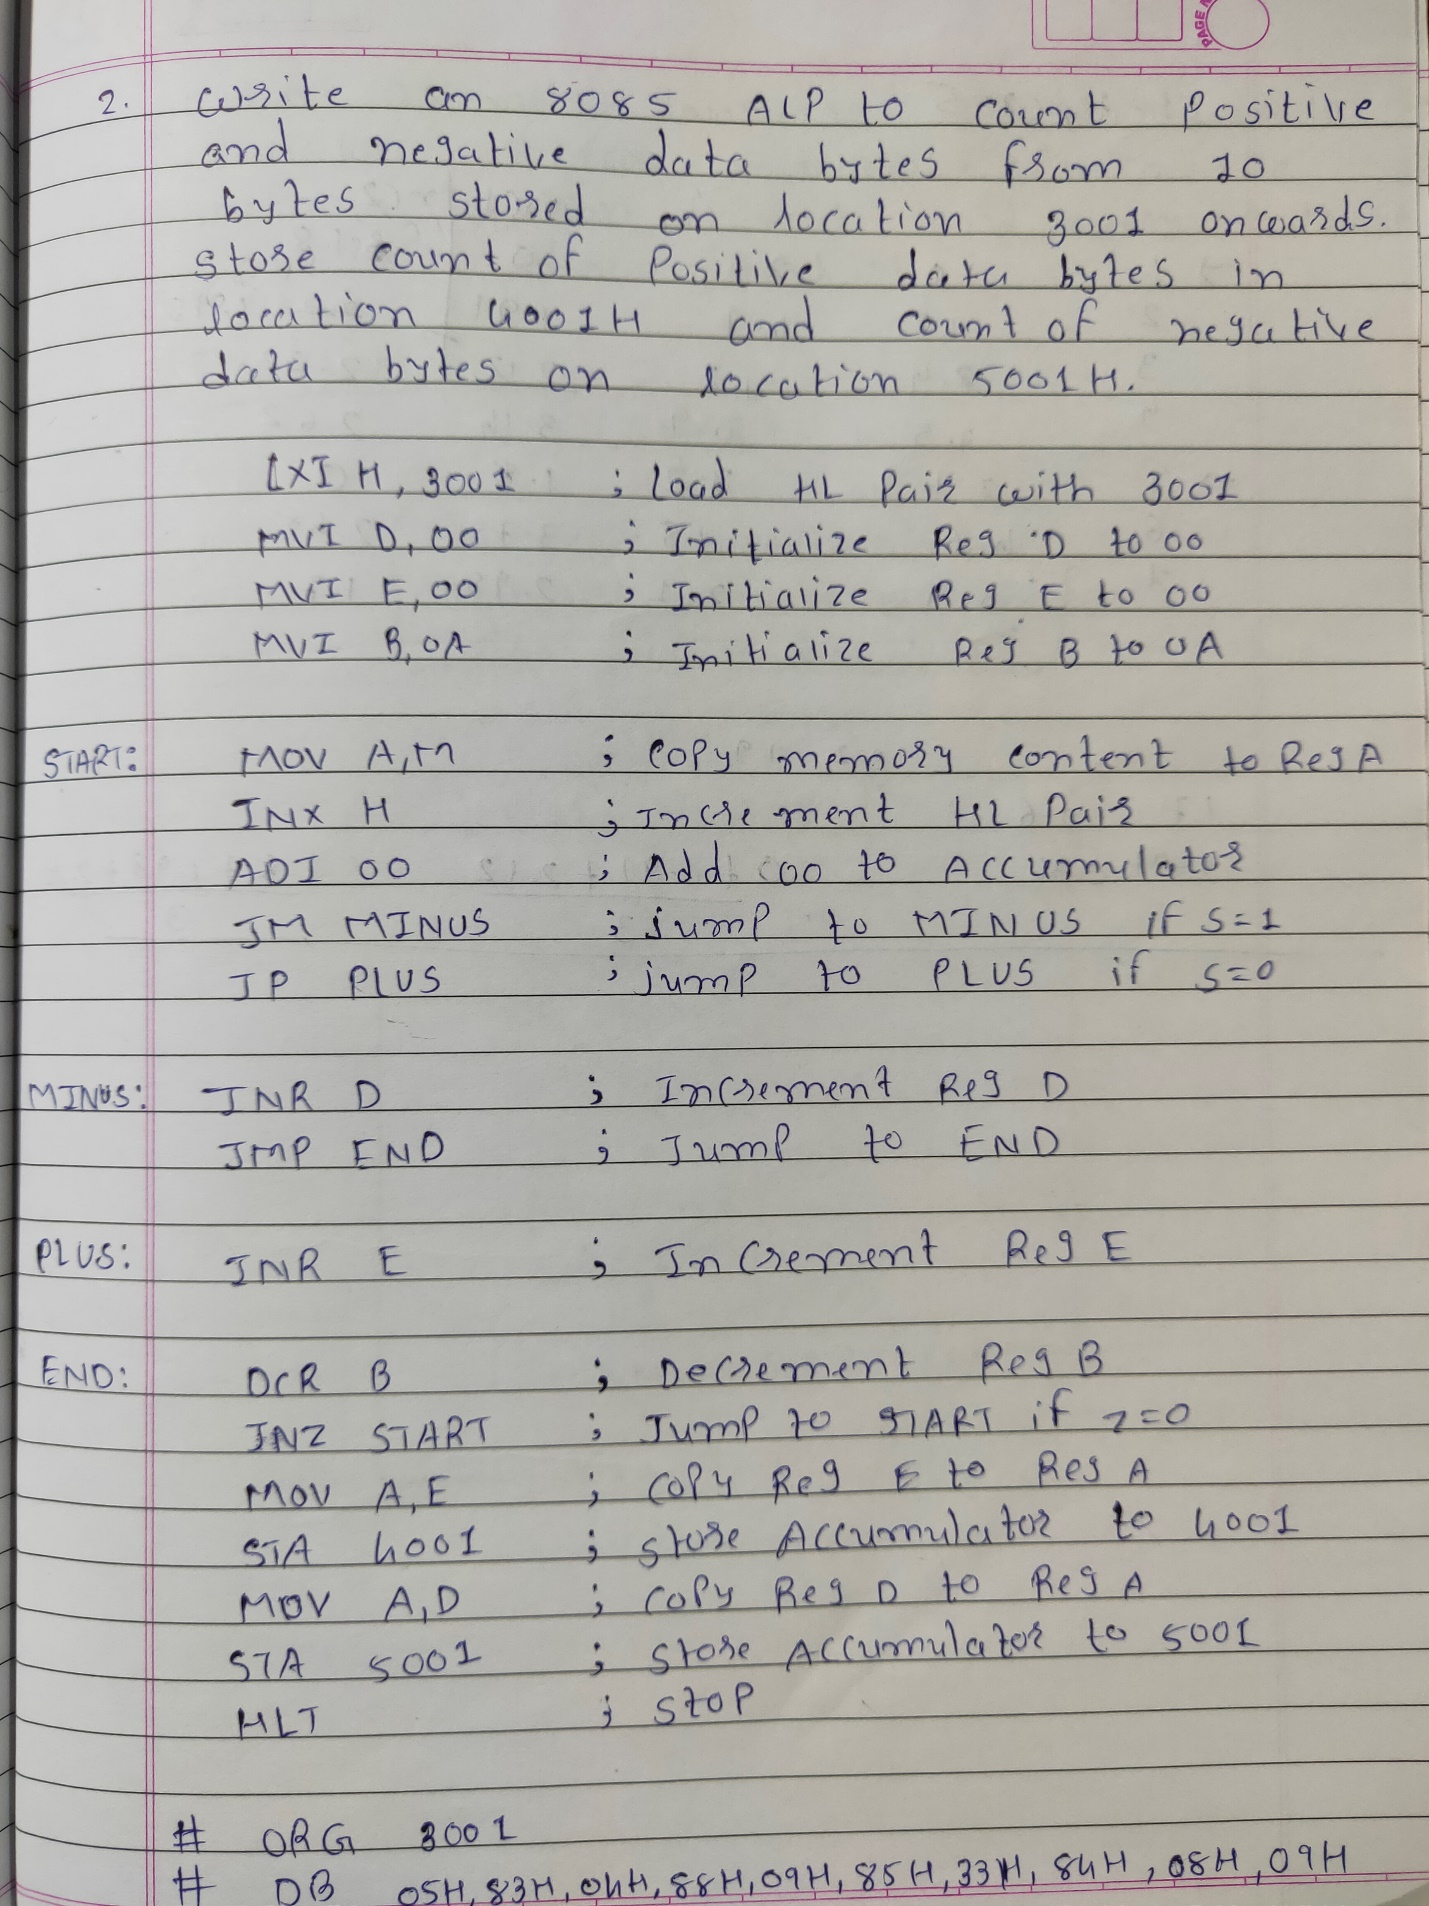 PAGE N
2. Write an 8085 ALP to count Positive
and negative data bytes from 10
bytes stored on location 3001 onwards.
store count of Positive data bytes in
location 4001H and count of negative
data bytes on location 5001H.
LXI H, 3001 ; Load HL Pair with 3001
MVI D, 00 ; Initialize Reg D to 00
MVI E, 00 ; Initialize Reg E to 00
MVI B, 0A ; Initialize Reg B to 0A
START: MOV A, M ; Copy memory content to Reg A
INX H ; Increment HL Pair
ADI 00 ; Add 00 to Accumulator
JM MINUS ; jump to MINUS if S=1
JP PLUS ; jump to PLUS if S=0
MINUS: INR D ; Increment Reg D
JMP END ; Jump to END
PLUS: INR E ; Increment Reg E
END: DCR B ; Decrement Reg B
JNZ START ; Jump to START if z=0
MOV A, E ; Copy Reg E to Reg A
STA 4001 ; store Accumulator to 4001
MOV A, D ; Copy Reg D to Reg A
STA 5001 ; store Accumulator to 5001
HLT ; stop
# ORG 3001
# DB 05H, 83H, 04H, 88H, 09H, 85H, 33H, 84H, 08H, 09H